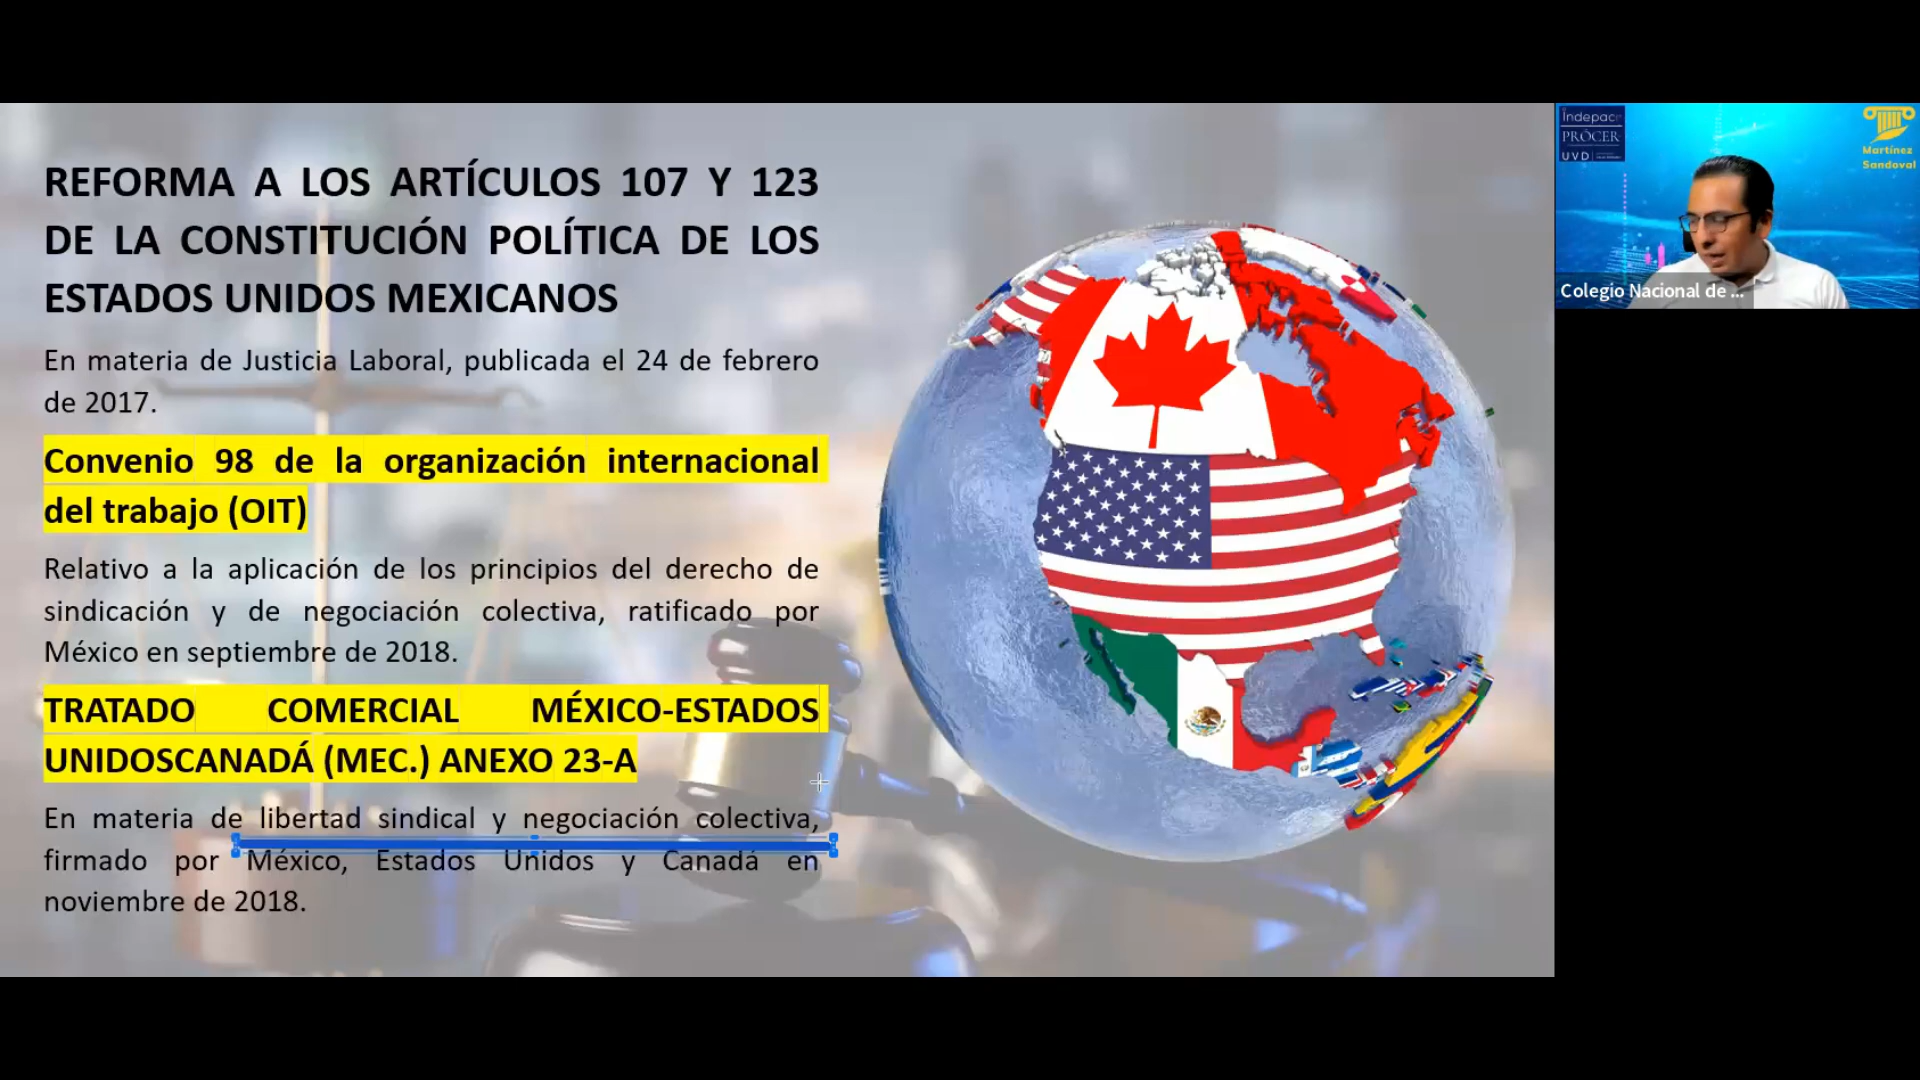 REFORMA A LOS ARTÍCULOS 107 Y 123
DE LA CONSTITUCIÓN POLÍTICA DE LOS
ESTADOS UNIDOS MEXICANOS
En materia de Justicia Laboral, publicada el 24 de febrero
de 2017.
Convenio 98 de la organización internacional
del trabajo (OIT)
Relativo a la aplicación de los principios del derecho de
sindicación y de negociación colectiva, ratificado por
México en septiembre de 2018.
TRATADO COMERCIAL MÉXICO-ESTADOS
UNIDOSCANADÁ (MEC.) ANEXO 23-A
En materia de libertad sindical y negociación colectiva,
firmado por México, Estados Unidos y Canadá en
noviembre de 2018.
Indepac
PRÓCER
UVD
Martínez
Sandoval
Colegio Nacional de ...